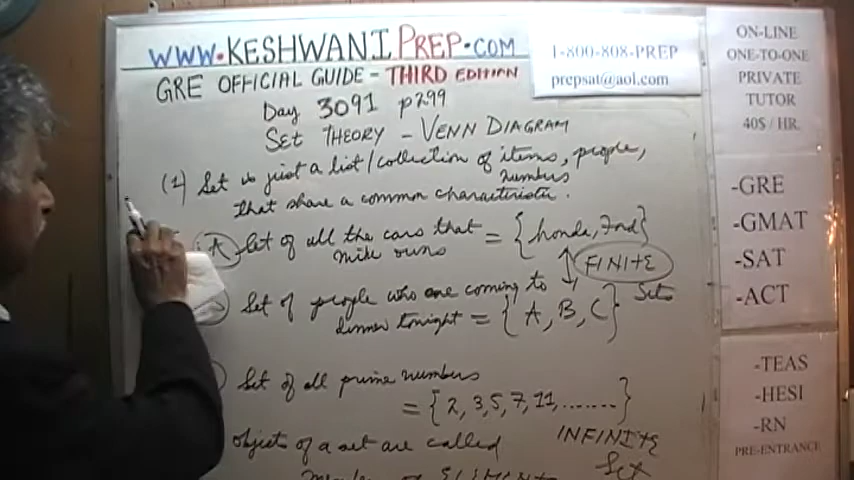 WWW.KESHWANIPREP.COM
1-800-808-PREP
prepsat@aol.com
GRE OFFICIAL GUIDE - THIRD EDITION
Day 3091 p299
SET THEORY - VENN DIAGRAM
(1) Set is just a list/collection of items, people,
numbers
that share a common characteristic.
A Set of all the cars that = {honda, Ford}
mike owns
FINITE
Sets
Set of people who are coming to
dinner tonight = {A, B, C}
Set of all prime numbers
= {2, 3, 5, 7, 11, .......}
INFINITE
Set
objects of a set are called
ON-LINE
ONE-TO-ONE
PRIVATE
TUTOR
40$ / HR.
-GRE
-GMAT
-SAT
-ACT
-TEAS
-HESI
-RN
PRE-ENTRANCE